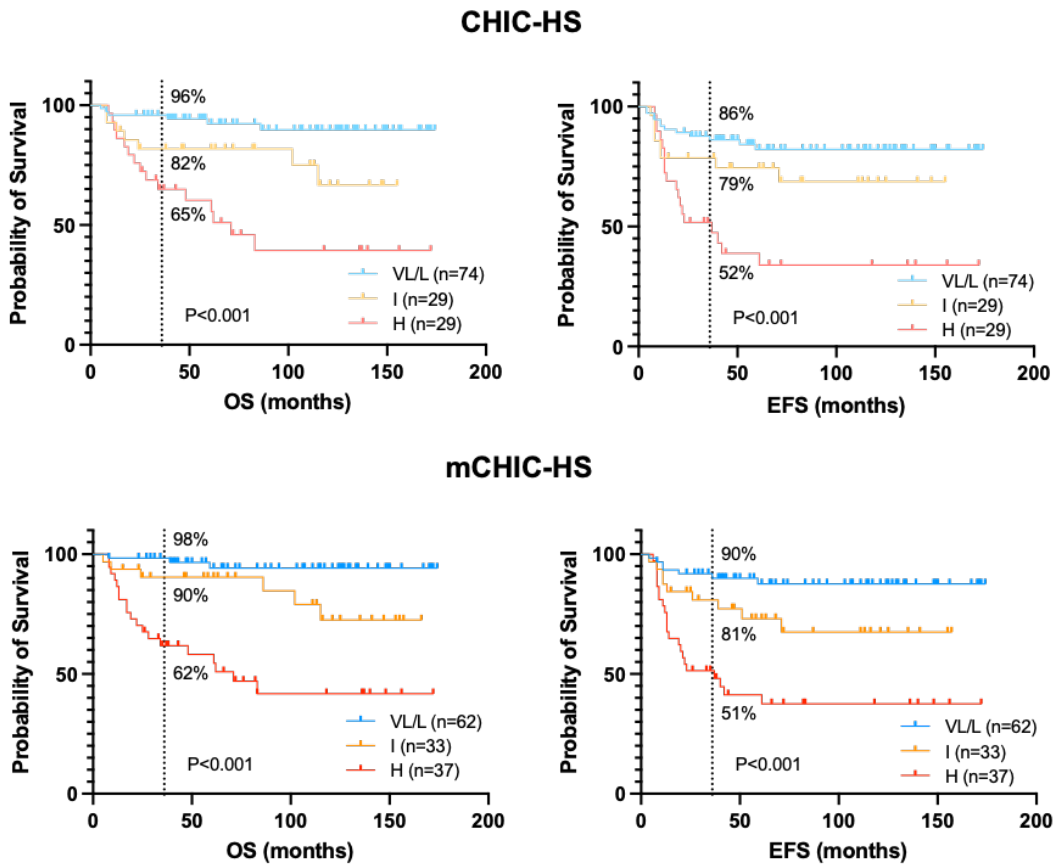 CHIC-HS
Probability of Survival
100
50
0
96%
82%
65%
VL/L (n=74)
I (n=29)
H (n=29)
P<0.001
0 50 100 150 200
OS (months)
Probability of Survival
100
50
0
86%
79%
52%
VL/L (n=74)
I (n=29)
H (n=29)
P<0.001
0 50 100 150 200
EFS (months)
mCHIC-HS
Probability of Survival
100
50
0
98%
90%
62%
VL/L (n=62)
I (n=33)
H (n=37)
P<0.001
0 50 100 150 200
OS (months)
Probability of Survival
100
50
0
90%
81%
51%
VL/L (n=62)
I (n=33)
H (n=37)
P<0.001
0 50 100 150 200
EFS (months)